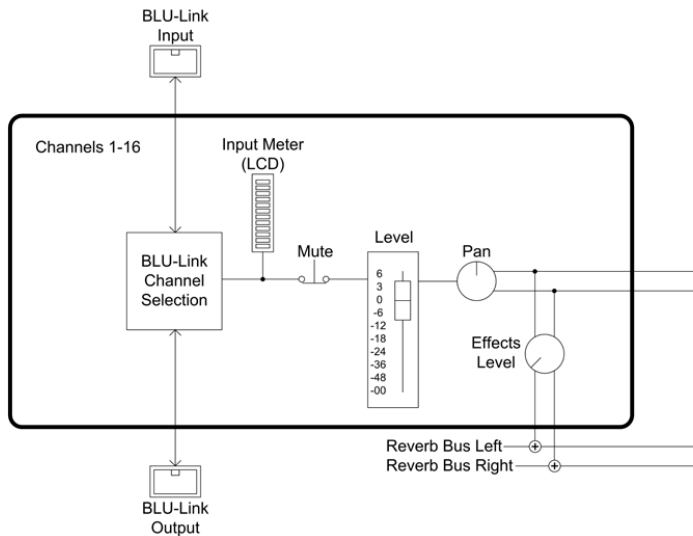 BLU-Link
Input
Channels 1-16
Input Meter
(LCD)
BLU-Link
Channel
Selection
Mute
Level
6
3
0
-6
-12
-18
-24
-36
-48
-00
Pan
Effects
Level
Reverb Bus Left
Reverb Bus Right
BLU-Link
Output